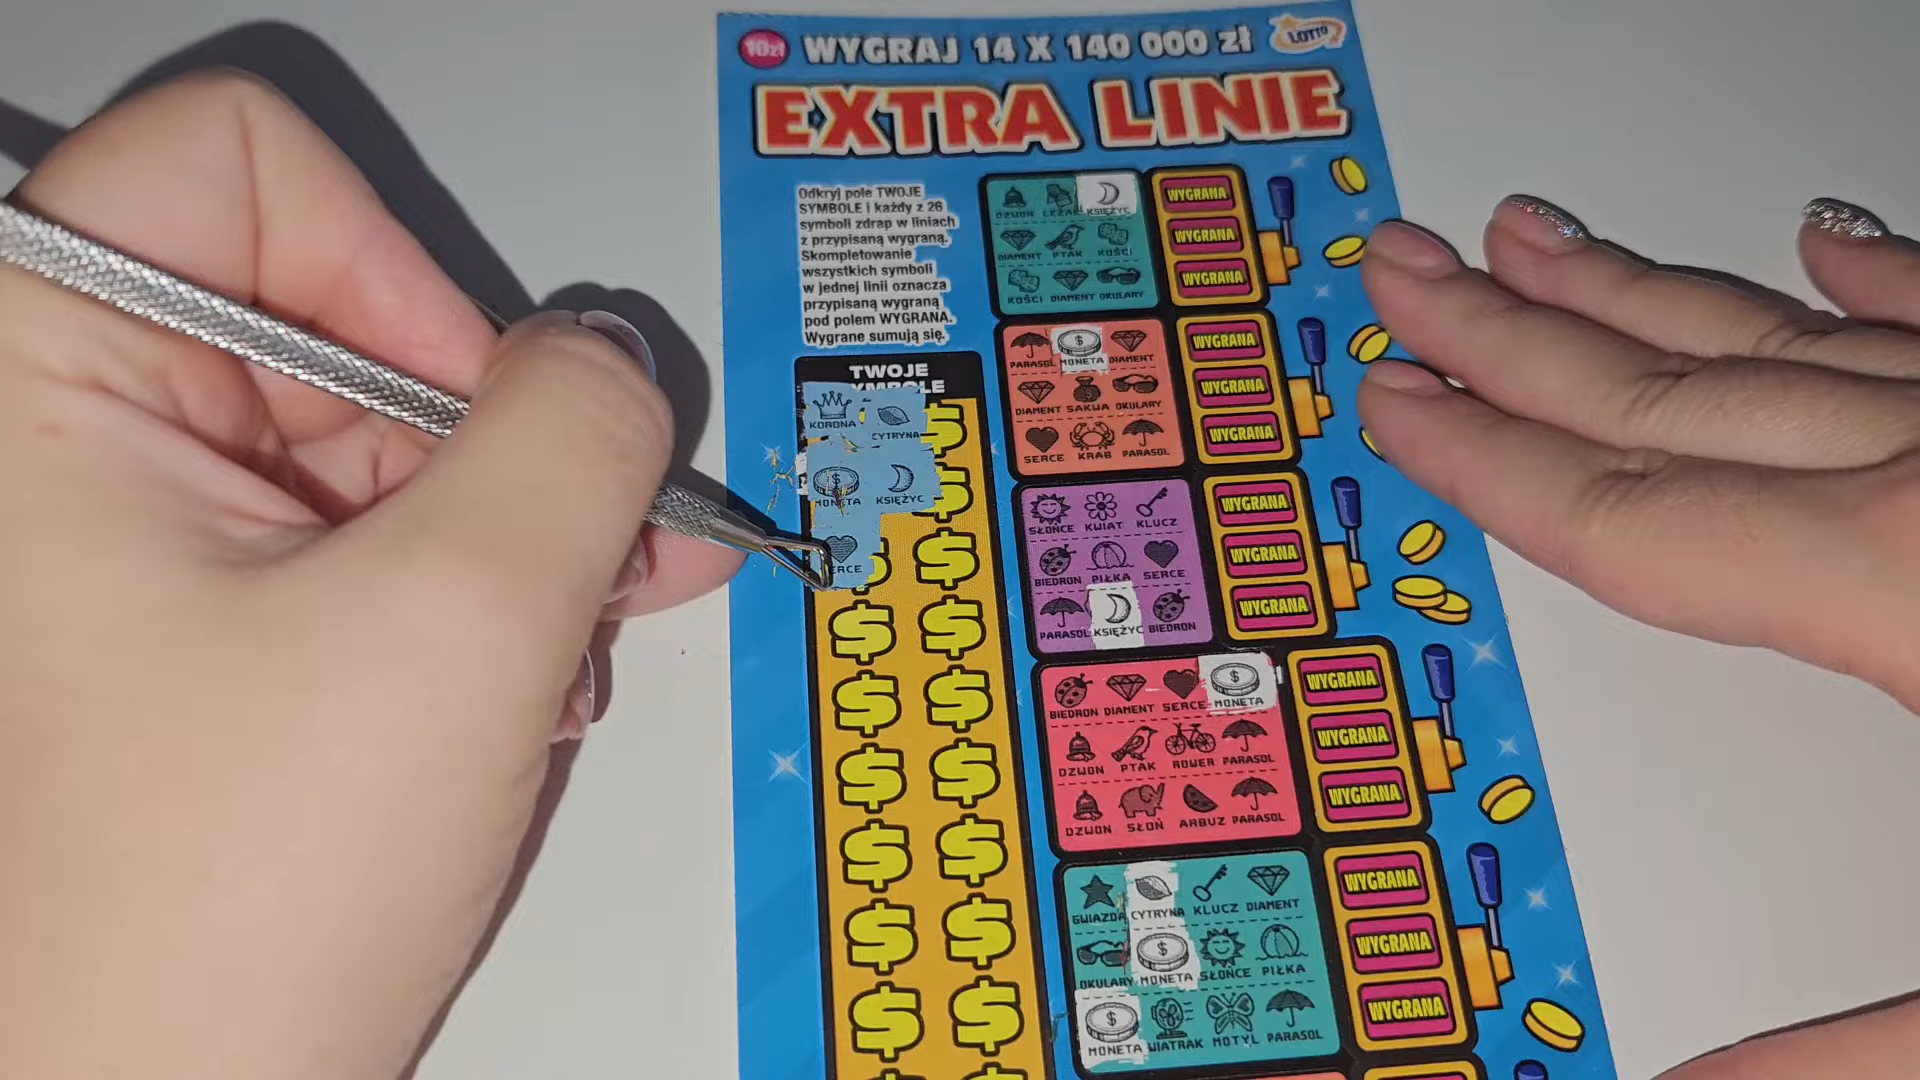 10zł WYGRAJ 14 X 140 000 zł LOTTO
EXTRA LINIE
Odkryj pole TWOJE
SYMBOLE i każdy z 26
symboli zdrap w liniach
z przypisaną wygraną.
Skompletowanie
wszystkich symboli
w jednej linii oznacza
przypisaną wygraną
pod polem WYGRANA.
Wygrane sumują się.
TWOJE
SYMBOLE
KORONA CYTRYNA
MONETA KSIĘŻYC
SERCE
DZWON LEŻAK KSIĘŻYC WYGRANA
DIAMENT PTAK KOŚCI WYGRANA
KOŚCI DIAMENT OKULARY WYGRANA
PARASOL MONETA DIAMENT WYGRANA
DIAMENT SAKWA OKULARY WYGRANA
SERCE KRAB PARASOL WYGRANA
SŁOŃCE KWIAT KLUCZ WYGRANA
BIEDRON PIŁKA SERCE WYGRANA
PARASOL KSIĘŻYC BIEDRON WYGRANA
BIEDRON DIAMENT SERCE MONETA WYGRANA
DZWON PTAK ROWER PARASOL WYGRANA
DZWON SŁOŃ ARBUZ PARASOL WYGRANA
GWIAZDA CYTRYNA KLUCZ DIAMENT WYGRANA
OKULARY MONETA SŁOŃCE PIŁKA WYGRANA
MONETA WIATRAK MOTYL PARASOL WYGRANA